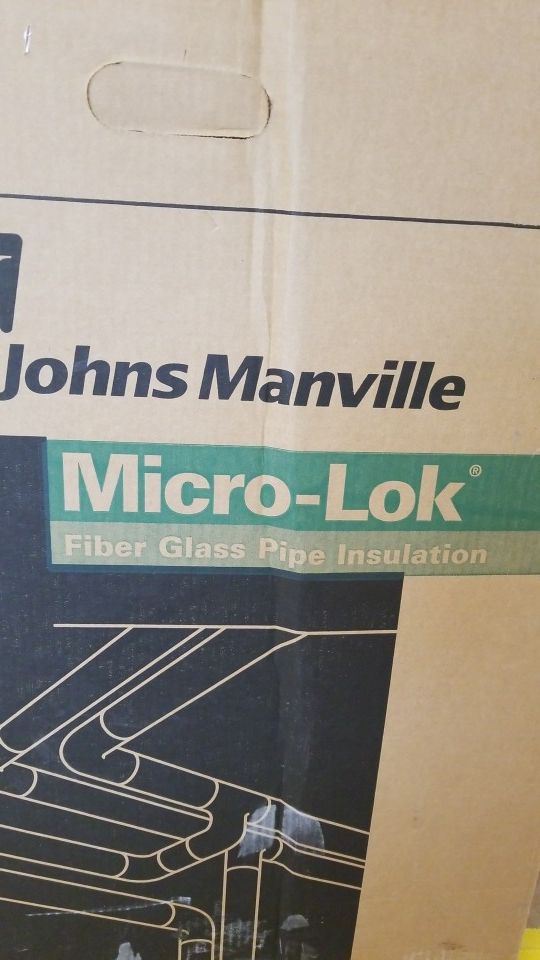 Johns Manville
Micro-Lok®
Fiber Glass Pipe Insulation